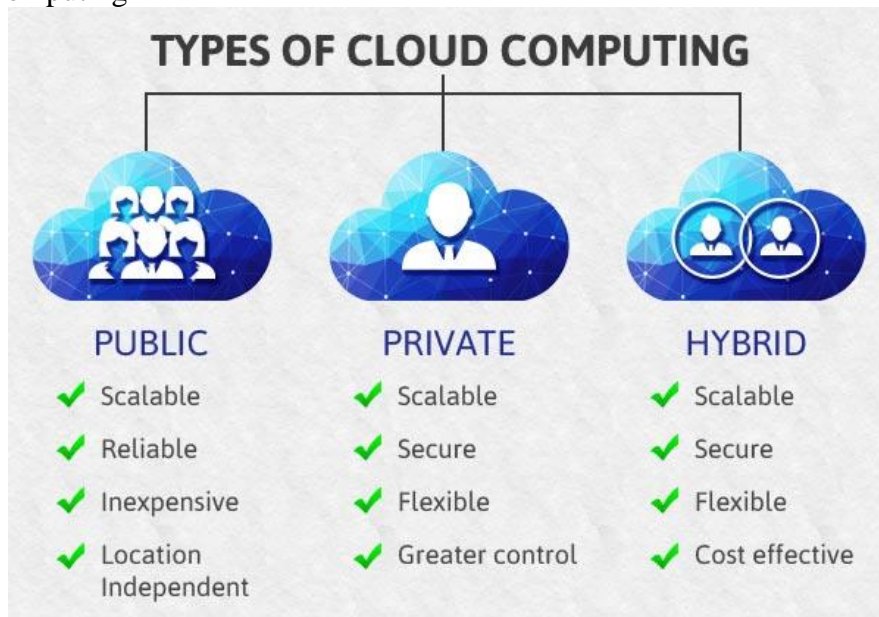 TYPES OF CLOUD COMPUTING
PUBLIC
Scalable
Reliable
Inexpensive
Location
Independent
PRIVATE
Scalable
Secure
Flexible
Greater control
HYBRID
Scalable
Secure
Flexible
Cost effective